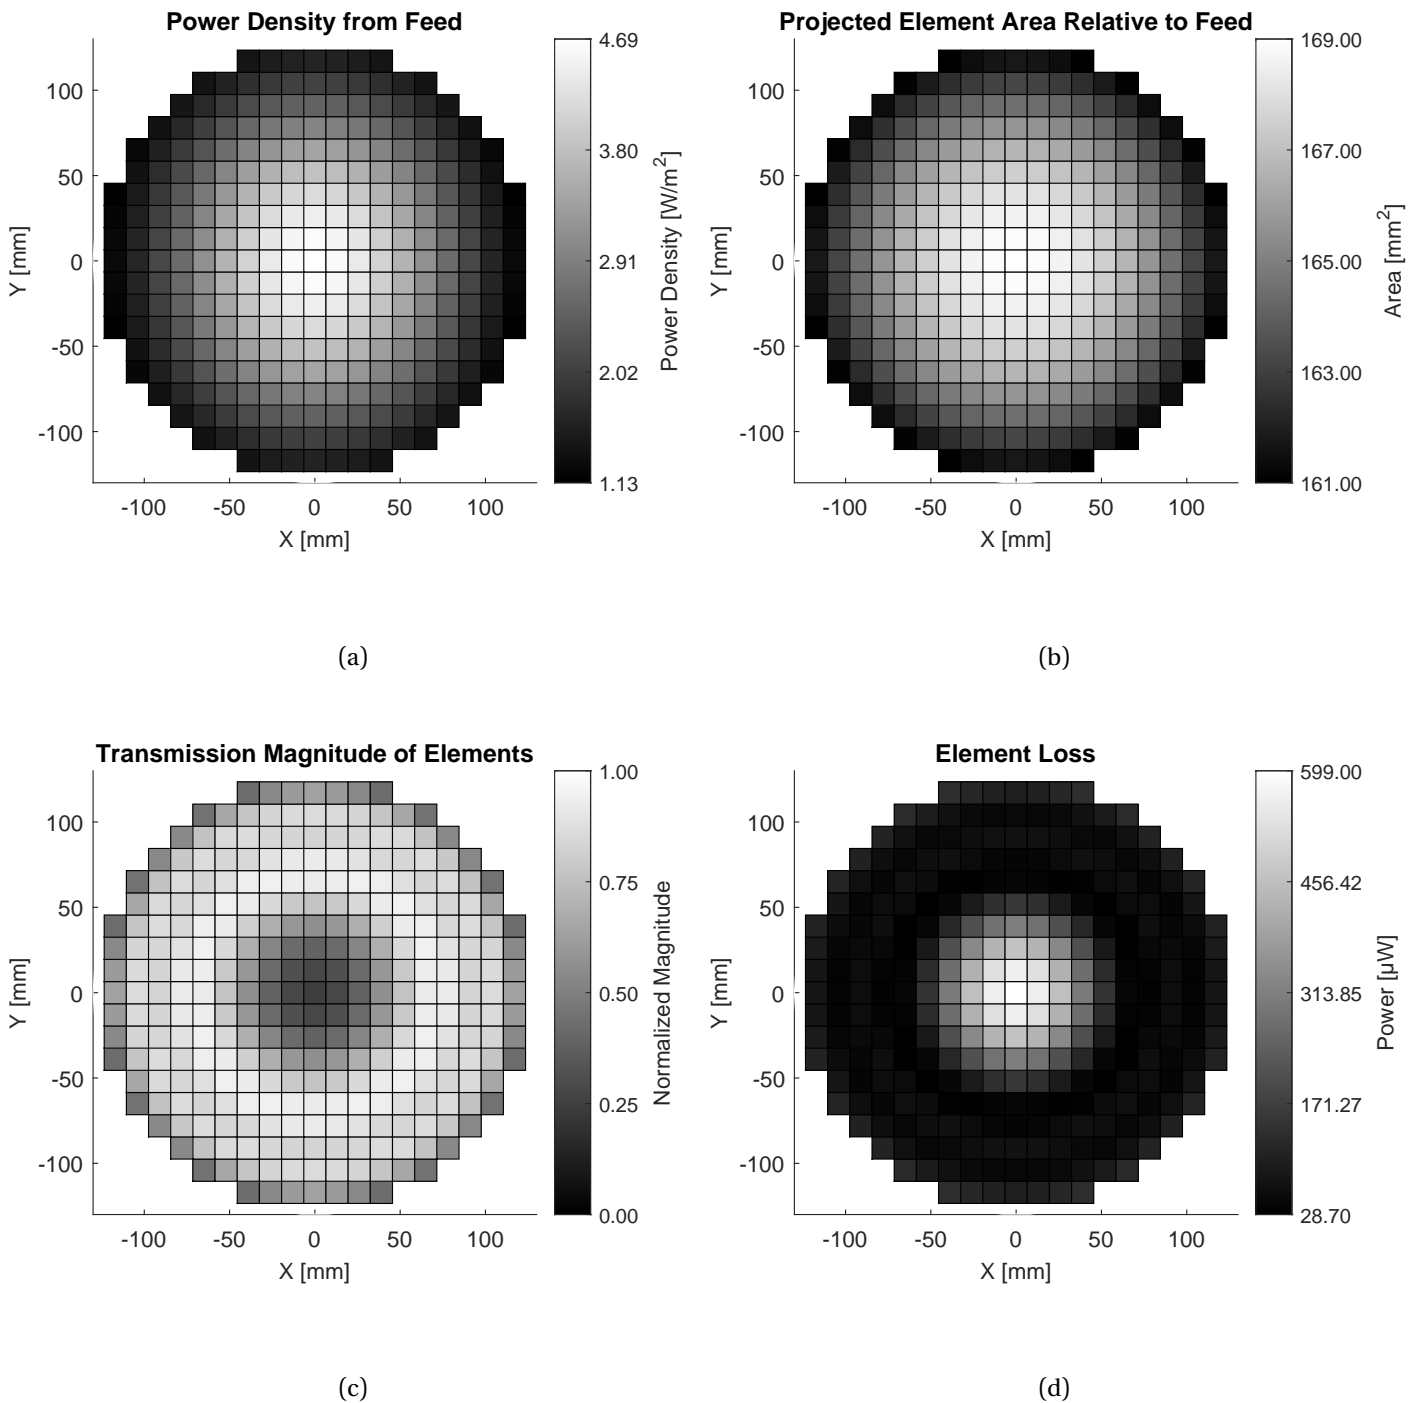 Power Density from Feed
100
50
0
-50
-100
Y [mm]
-100 -50 0 50 100
X [mm]
4.69
3.80
2.91
2.02
1.13
Power Density [W/m²]
(a)
Projected Element Area Relative to Feed
100
50
0
-50
-100
Y [mm]
-100 -50 0 50 100
X [mm]
169.00
167.00
165.00
163.00
161.00
Area [mm²]
(b)
Transmission Magnitude of Elements
100
50
0
-50
-100
Y [mm]
-100 -50 0 50 100
X [mm]
1.00
0.75
0.50
0.25
0.00
Normalized Magnitude
(c)
Element Loss
100
50
0
-50
-100
Y [mm]
-100 -50 0 50 100
X [mm]
599.00
456.42
313.85
171.27
28.70
Power [µW]
(d)